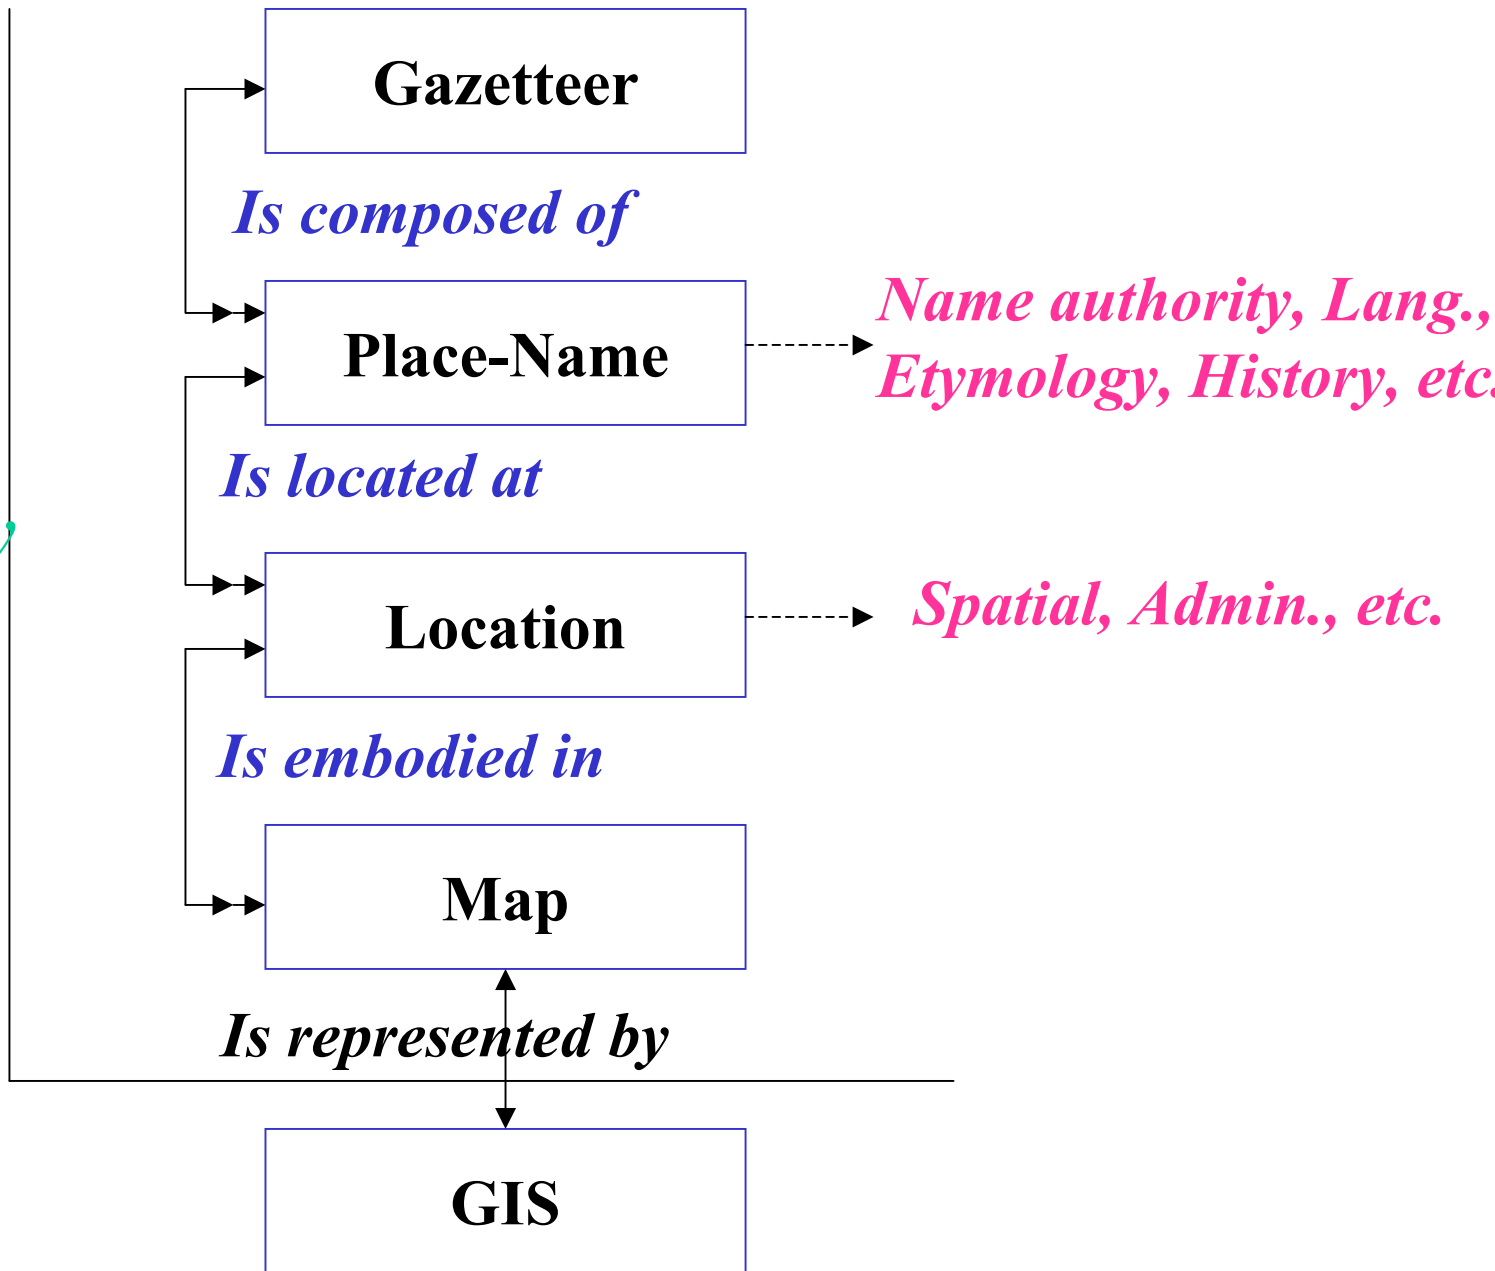 Gazetteer
Is composed of
Place-Name
Name authority, Lang.,
Etymology, History, etc.
Is located at
Location
Spatial, Admin., etc.
Is embodied in
Map
Is represented by
GIS